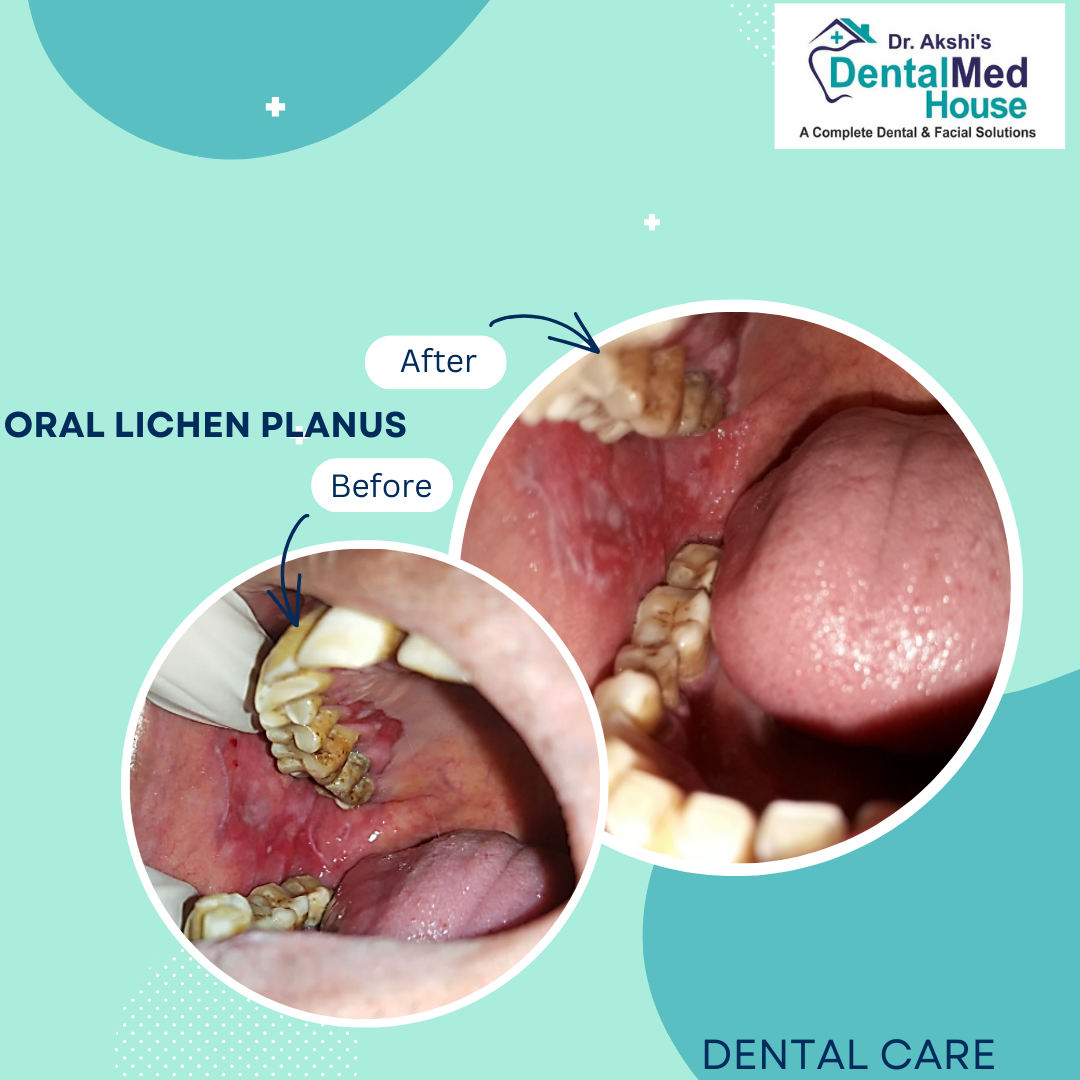 Dr. Akshi's
DentalMed
House
A Complete Dental & Facial Solutions
After
ORAL LICHEN PLANUS
Before
DENTAL CARE